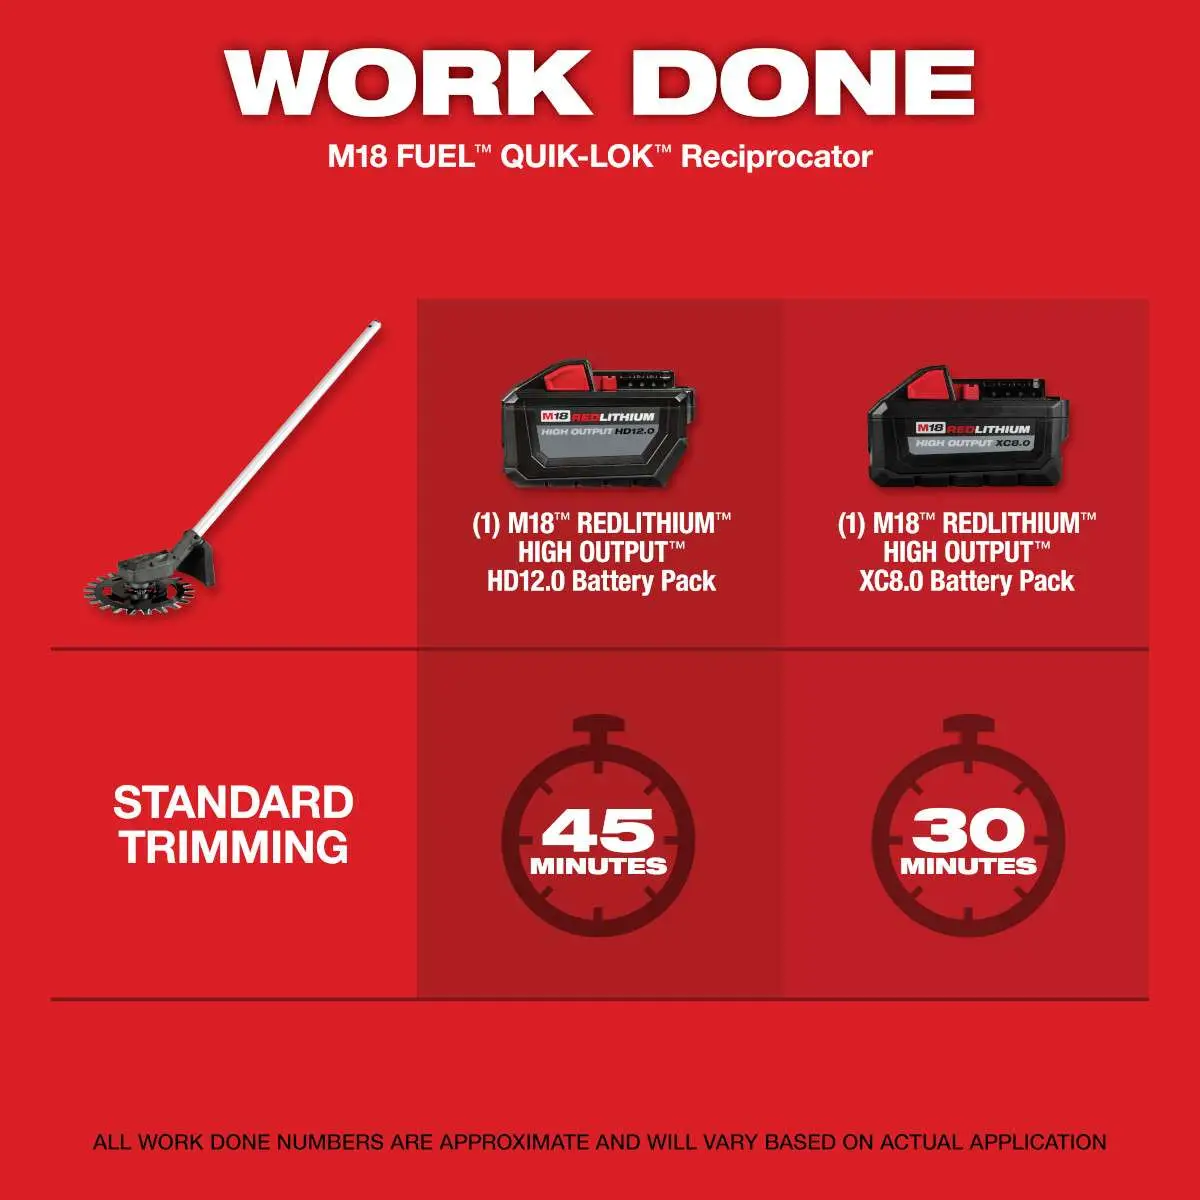 WORK DONE
M18 FUEL™ QUIK-LOK™ Reciprocator
M18 REDLITHIUM
HIGH OUTPUT HD12.0
M18 REDLITHIUM
HIGH OUTPUT XC8.0
(1) M18™ REDLITHIUM™
HIGH OUTPUT™
HD12.0 Battery Pack
(1) M18™ REDLITHIUM™
HIGH OUTPUT™
XC8.0 Battery Pack
STANDARD
TRIMMING
45
MINUTES
30
MINUTES
ALL WORK DONE NUMBERS ARE APPROXIMATE AND WILL VARY BASED ON ACTUAL APPLICATION